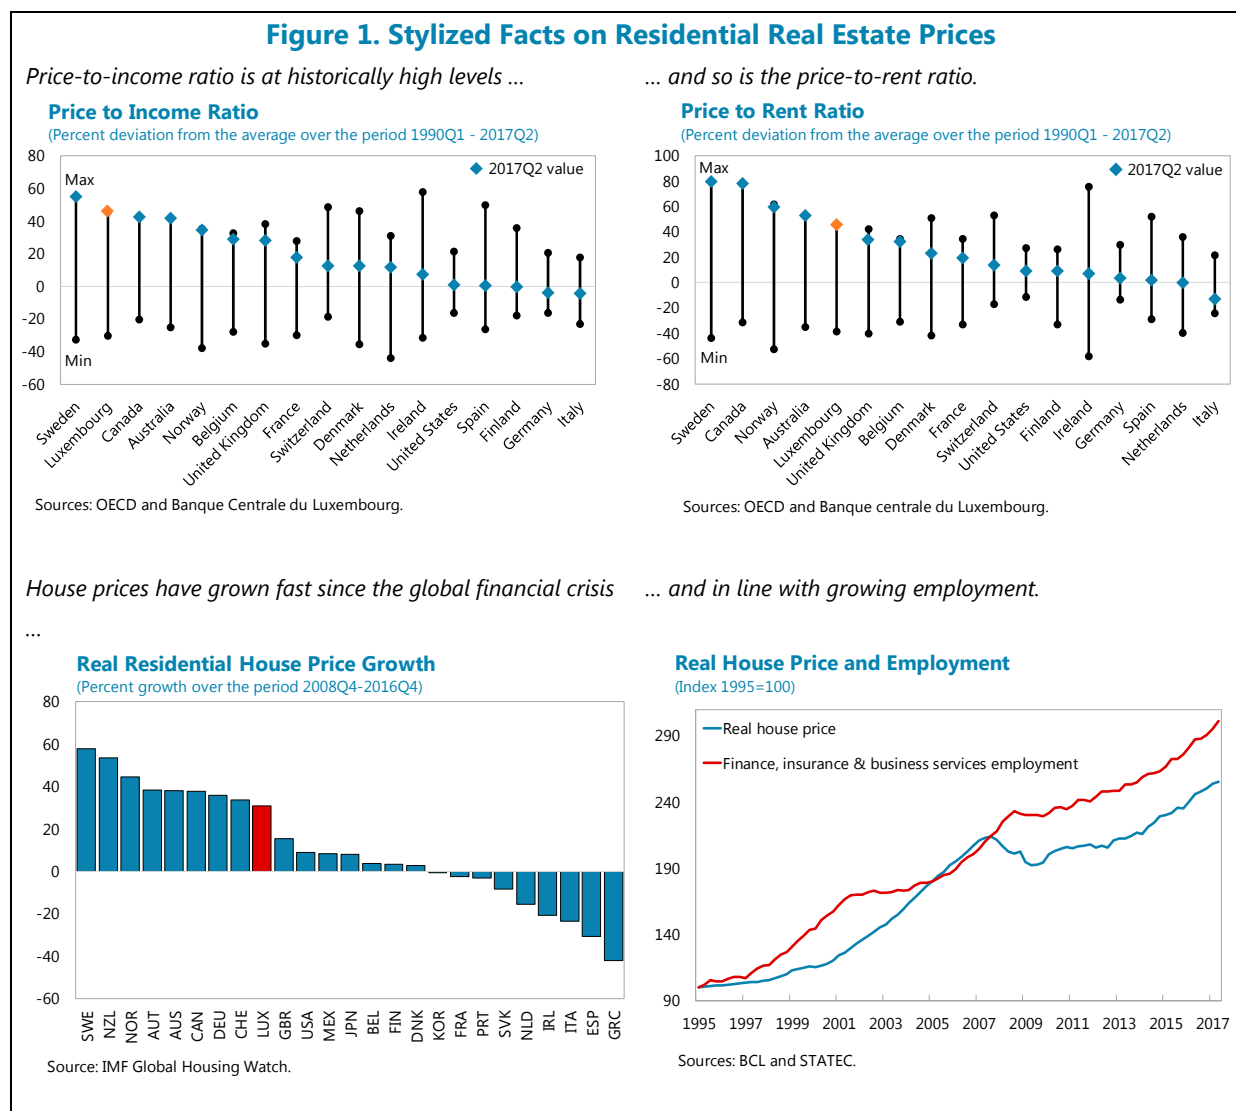 Figure 1. Stylized Facts on Residential Real Estate Prices
Price-to-income ratio is at historically high levels ...
... and so is the price-to-rent ratio.
Price to Income Ratio
(Percent deviation from the average over the period 1990Q1 - 2017Q2)
80
60
40
20
0
-20
-40
-60
Max
Min
2017Q2 value
Sweden
Luxembourg
Canada
Australia
Norway
Belgium
United Kingdom
France
Switzerland
Denmark
Netherlands
Ireland
United States
Spain
Finland
Germany
Italy
Sources: OECD and Banque Centrale du Luxembourg.
Price to Rent Ratio
(Percent deviation from the average over the period 1990Q1 - 2017Q2)
100
80
60
40
20
0
-20
-40
-60
-80
Max
Min
2017Q2 value
Sweden
Canada
Norway
Australia
Luxembourg
United Kingdom
Belgium
Denmark
France
Switzerland
United States
Finland
Ireland
Germany
Spain
Netherlands
Italy
Sources: OECD and Banque centrale du Luxembourg.
House prices have grown fast since the global financial crisis
...
... and in line with growing employment.
Real Residential House Price Growth
(Percent growth over the period 2008Q4-2016Q4)
80
60
40
20
0
-20
-40
-60
SWE
NZL
NOR
AUT
AUS
CAN
DEU
CHE
LUX
GBR
USA
MEX
JPN
BEL
FIN
DNK
KOR
FRA
PRT
SVK
NLD
IRL
ITA
ESP
GRC
Source: IMF Global Housing Watch.
Real House Price and Employment
(Index 1995=100)
290
240
190
140
90
Real house price
Finance, insurance & business services employment
1995 1997 1999 2001 2003 2005 2007 2009 2011 2013 2015 2017
Sources: BCL and STATEC.